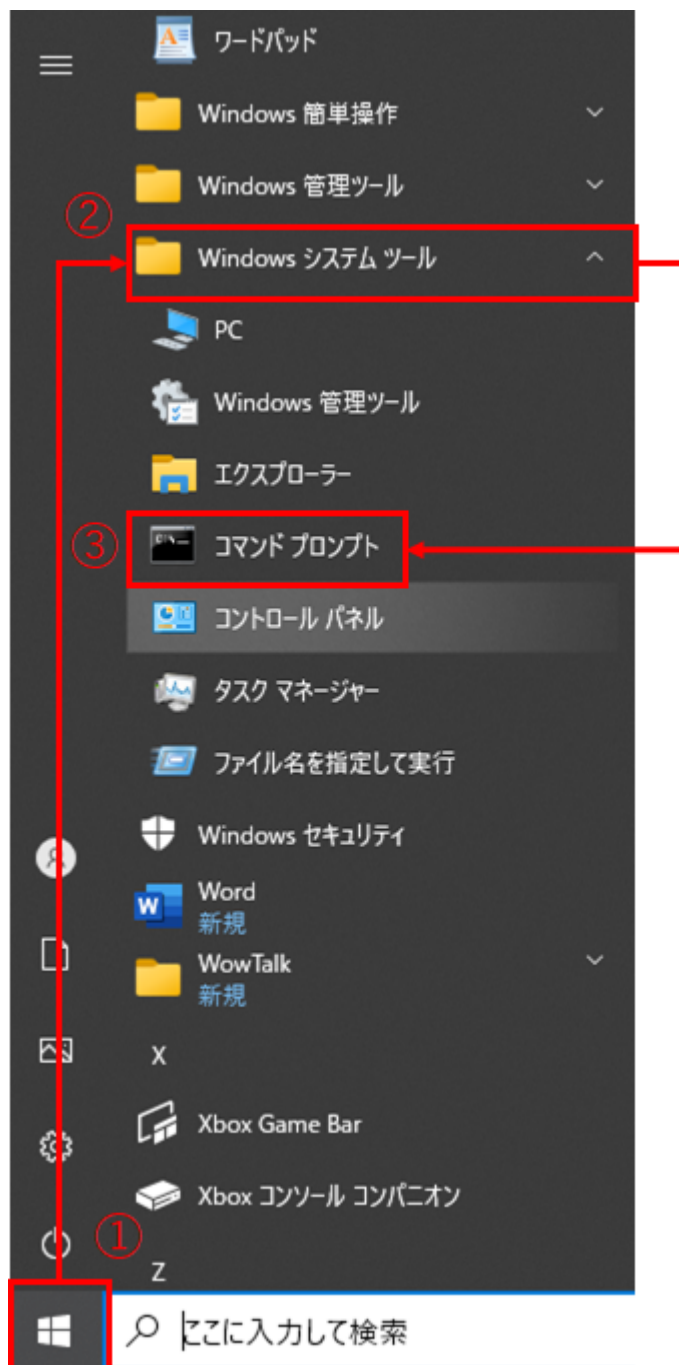 ワードパッド
Windows 簡単操作
Windows 管理ツール
②
Windows システム ツール
PC
Windows 管理ツール
エクスプローラー
③
コマンド プロンプト
コントロール パネル
タスク マネージャー
ファイル名を指定して実行
Windows セキュリティ
Word
新規
WowTalk
新規
X
Xbox Game Bar
Xbox コンソール コンパニオン
①
Z
ここに入力して検索